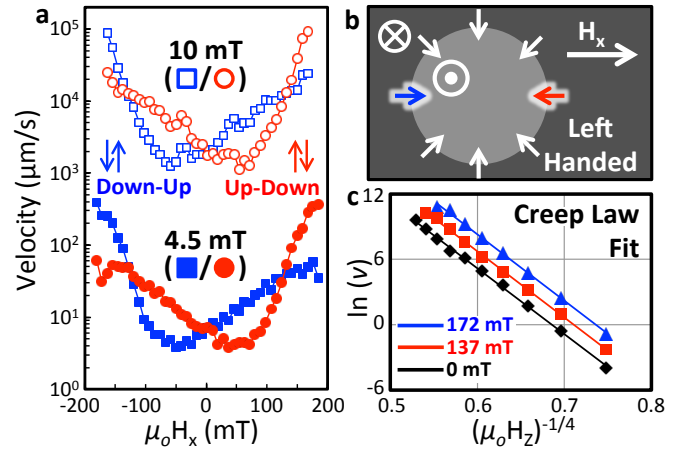 a
10 mT
( / )
Down-Up
Up-Down
4.5 mT
( / )
Velocity (μm/s)
10⁵
10⁴
10³
10²
10¹
10⁰
-200
-100
0
100
200
μₒHₓ (mT)
b
Hₓ
Left
Handed
c
Creep Law
Fit
172 mT
137 mT
0 mT
ln (ν)
12
6
0
-6
0.5
0.6
0.7
0.8
(μₒH_Z)⁻¹/⁴